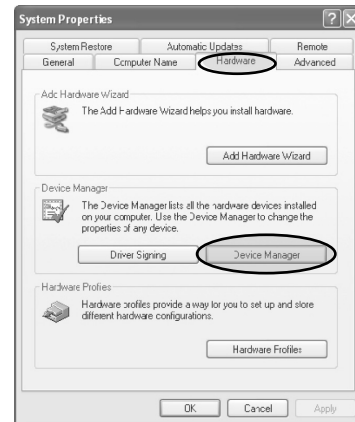 System Properties
System Restore Automatic Updates Remote
General Computer Name Hardware Advanced
Add Hardware Wizard
The Add Hardware Wizard helps you install hardware.
Add Hardware Wizard
Device Manager
The Device Manager lists all the hardware devices installed
on your computer. Use the Device Manager to change the
properties of any device.
Driver Signing Device Manager
Hardware Profiles
Hardware profiles provide a way for you to set up and store
different hardware configurations.
Hardware Profiles
OK Cancel Apply